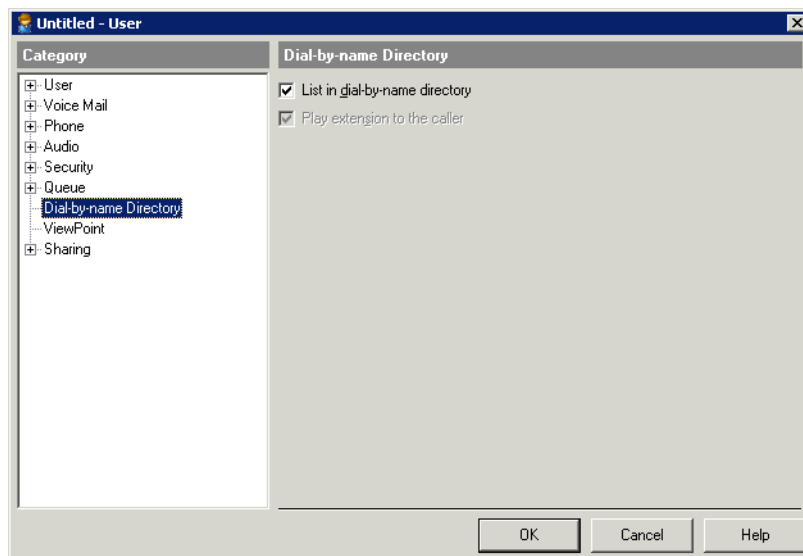 Untitled - User
Category
User
Voice Mail
Phone
Audio
Security
Queue
Dial-by-name Directory
ViewPoint
Sharing
Dial-by-name Directory
List in dial-by-name directory
Play extension to the caller
OK
Cancel
Help